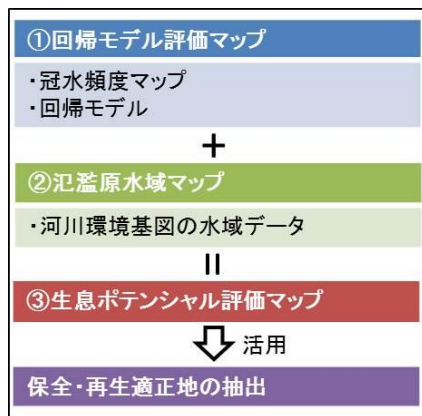 ①回帰モデル評価マップ
・冠水頻度マップ
・回帰モデル
＋
②氾濫原水域マップ
・河川環境基図の水域データ
＝
③生息ポテンシャル評価マップ
活用
保全・再生適正地の抽出